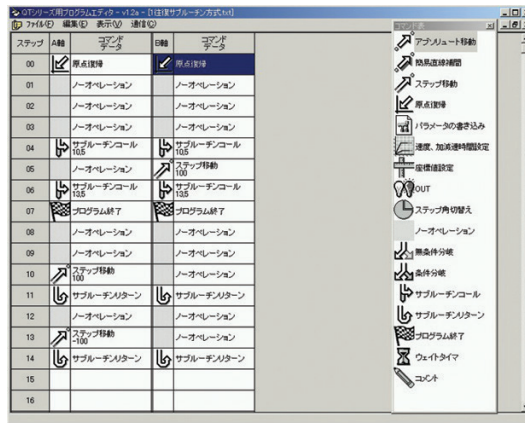 QTシリーズ用プログラムエディタ - v1.2a - [1往復サブルーチン方式.txt]
ファイル(F) 編集(E) 表示(V) 通信(C)
ステップ A軸 コマンド データ B軸 コマンド データ
00 原点復帰 原点復帰
01 ノーオペレーション ノーオペレーション
02 ノーオペレーション ノーオペレーション
03 ノーオペレーション ノーオペレーション
04 サブルーチンコール 10,5 サブルーチンコール 10,5
05 ノーオペレーション ステップ移動 100
06 サブルーチンコール 13,5 サブルーチンコール 13,5
07 プログラム終了 プログラム終了
08 ノーオペレーション ノーオペレーション
09 ノーオペレーション ノーオペレーション
10 ステップ移動 100 ノーオペレーション
11 サブルーチンリターン サブルーチンリターン
12 ノーオペレーション ノーオペレーション
13 ステップ移動 -100 ノーオペレーション
14 サブルーチンリターン サブルーチンリターン
15
16
アブソリュート移動
簡易直線補間
ステップ移動
原点復帰
パラメータの書き込み
速度、加減速時間設定
座標値設定
OUT
ステップ角切替え
ノーオペレーション
無条件分岐
条件分岐
サブルーチンコール
サブルーチンリターン
プログラム終了
ウェイトタイマ
コメント